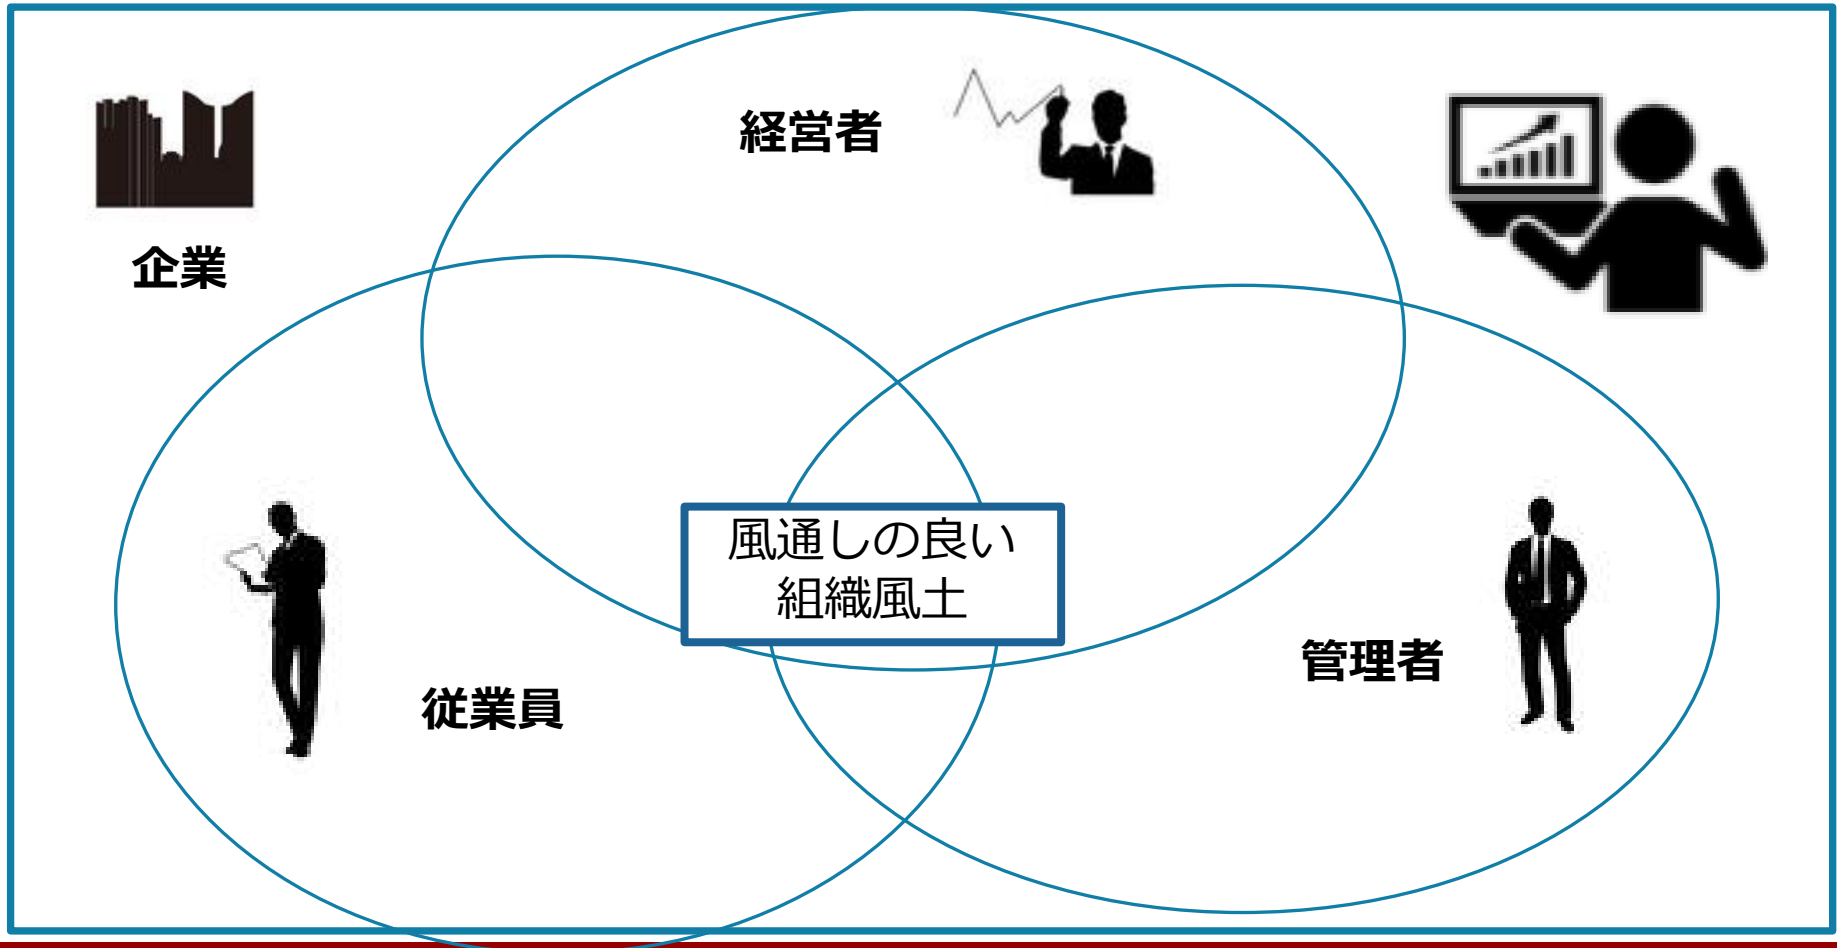 経営者
企業
風通しの良い
組織風土
管理者
従業員